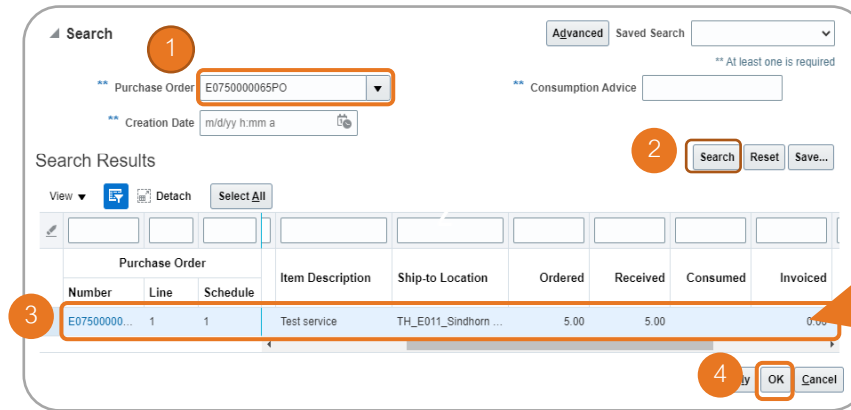 Search
Advanced Saved Search
1
** At least one is required
** Purchase Order E0750000065PO
** Consumption Advice
** Creation Date m/d/yy h:mm a
2
Search Reset Save...
Search Results
View Detach Select All
Purchase Order
Item Description Ship-to Location Ordered Received Consumed Invoiced
Number Line Schedule
3
E07500000... 1 1 Test service TH_E011_Sindhorn ... 5.00 5.00 0.00
4
OK Cancel